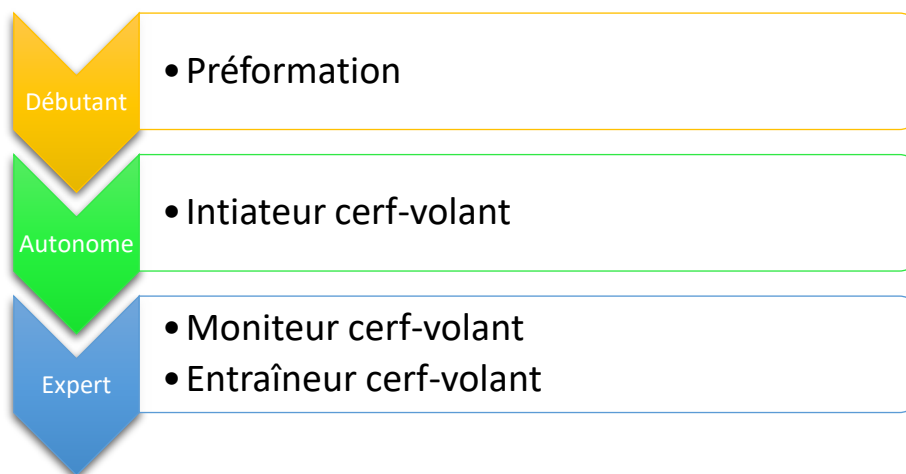 Débutant
• Préformation
Autonome
• Intiateur cerf-volant
Expert
• Moniteur cerf-volant
• Entraîneur cerf-volant